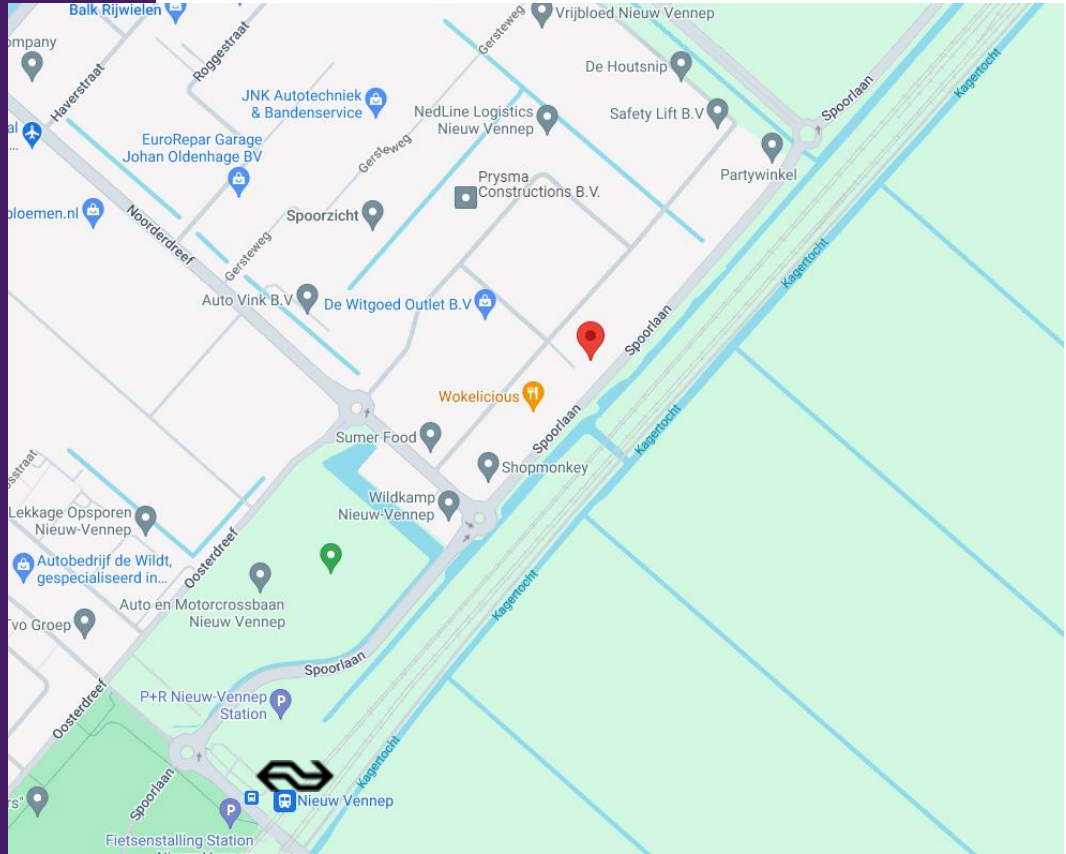 Balk Rijwielen
Vrijbloed Nieuw Vennep
ompany
Roggestraat
Gersteweg
De Houtsnip
Haverstraat
JNK Autotechniek
& Bandenservice
NedLine Logistics
Nieuw Vennep
Safety Lift B.V
Spoorlaan
Kagertocht
al
...
EuroRepar Garage
Johan Oldenhage BV
Gersteweg
Partywinkel
Prysma
Constructions B.V.
bloemen.nl
Noorderdreef
Spoorzicht
Gersteweg
Kagertocht
Auto Vink B.V
De Witgoed Outlet B.V
Spoorlaan
Wokelicious
Spoorlaan
Kagertocht
Sumer Food
Shopmonkey
osstraat
Wildkamp
Nieuw-Vennep
Lekkage Opsporen
Nieuw-Vennep
Oosterdreef
Autobedrijf de Wildt,
gespecialiseerd in...
Kagertocht
Auto en Motorcrossbaan
Nieuw Vennep
Tvo Groep
Spoorlaan
P+R Nieuw-Vennep
Station
P
Oosterdreef
Kagertocht
Spoorlaan
rs"
Nieuw Vennep
P
Fietsenstalling Station